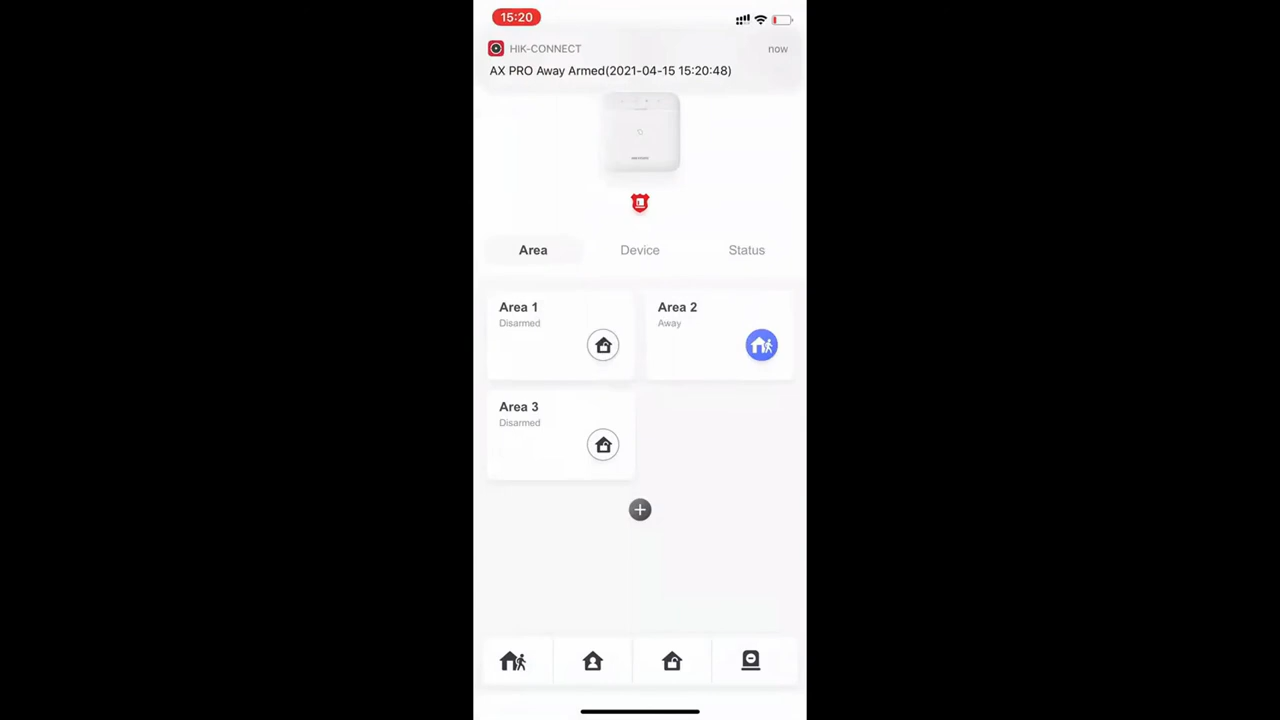 15:20
HIK-CONNECT
now
AX PRO Away Armed(2021-04-15 15:20:48)
HIKVISION
Area
Device
Status
Area 1
Disarmed
Area 2
Away
Area 3
Disarmed